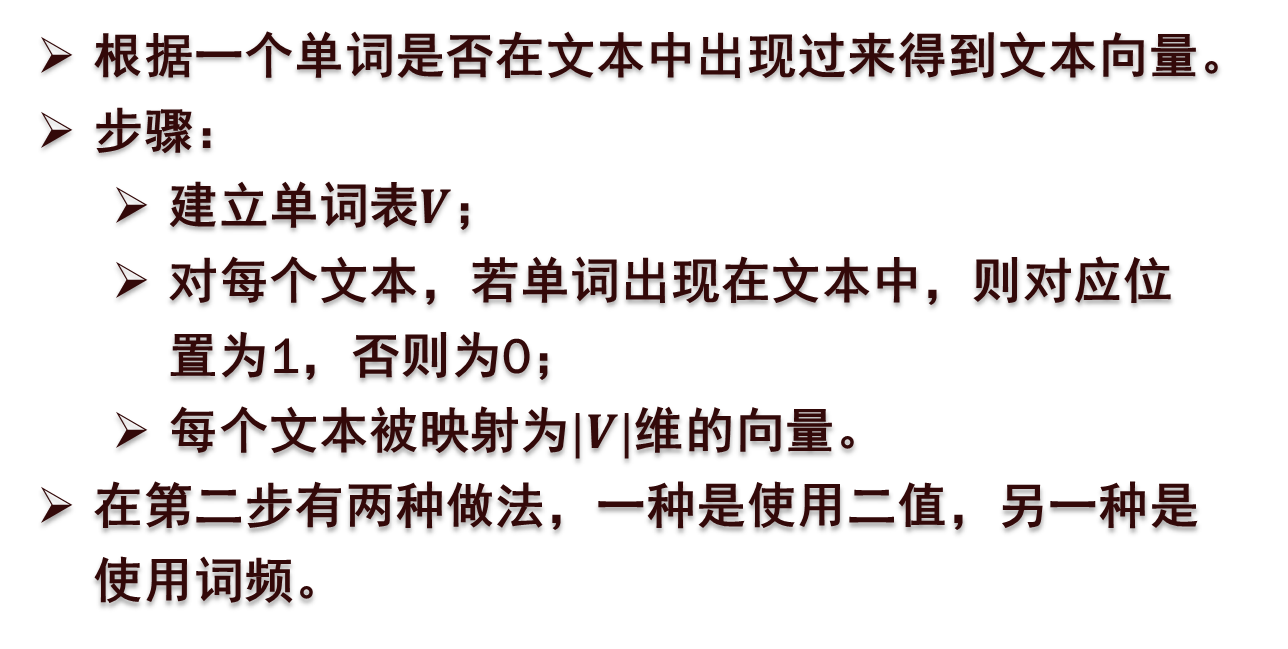 ➢ 根据一个单词是否在文本中出现过来得到文本向量。
➢ 步骤：
➢ 建立单词表V；
➢ 对每个文本，若单词出现在文本中，则对应位
置为1，否则为0；
➢ 每个文本被映射为|V|维的向量。
➢ 在第二步有两种做法，一种是使用二值，另一种是
使用词频。